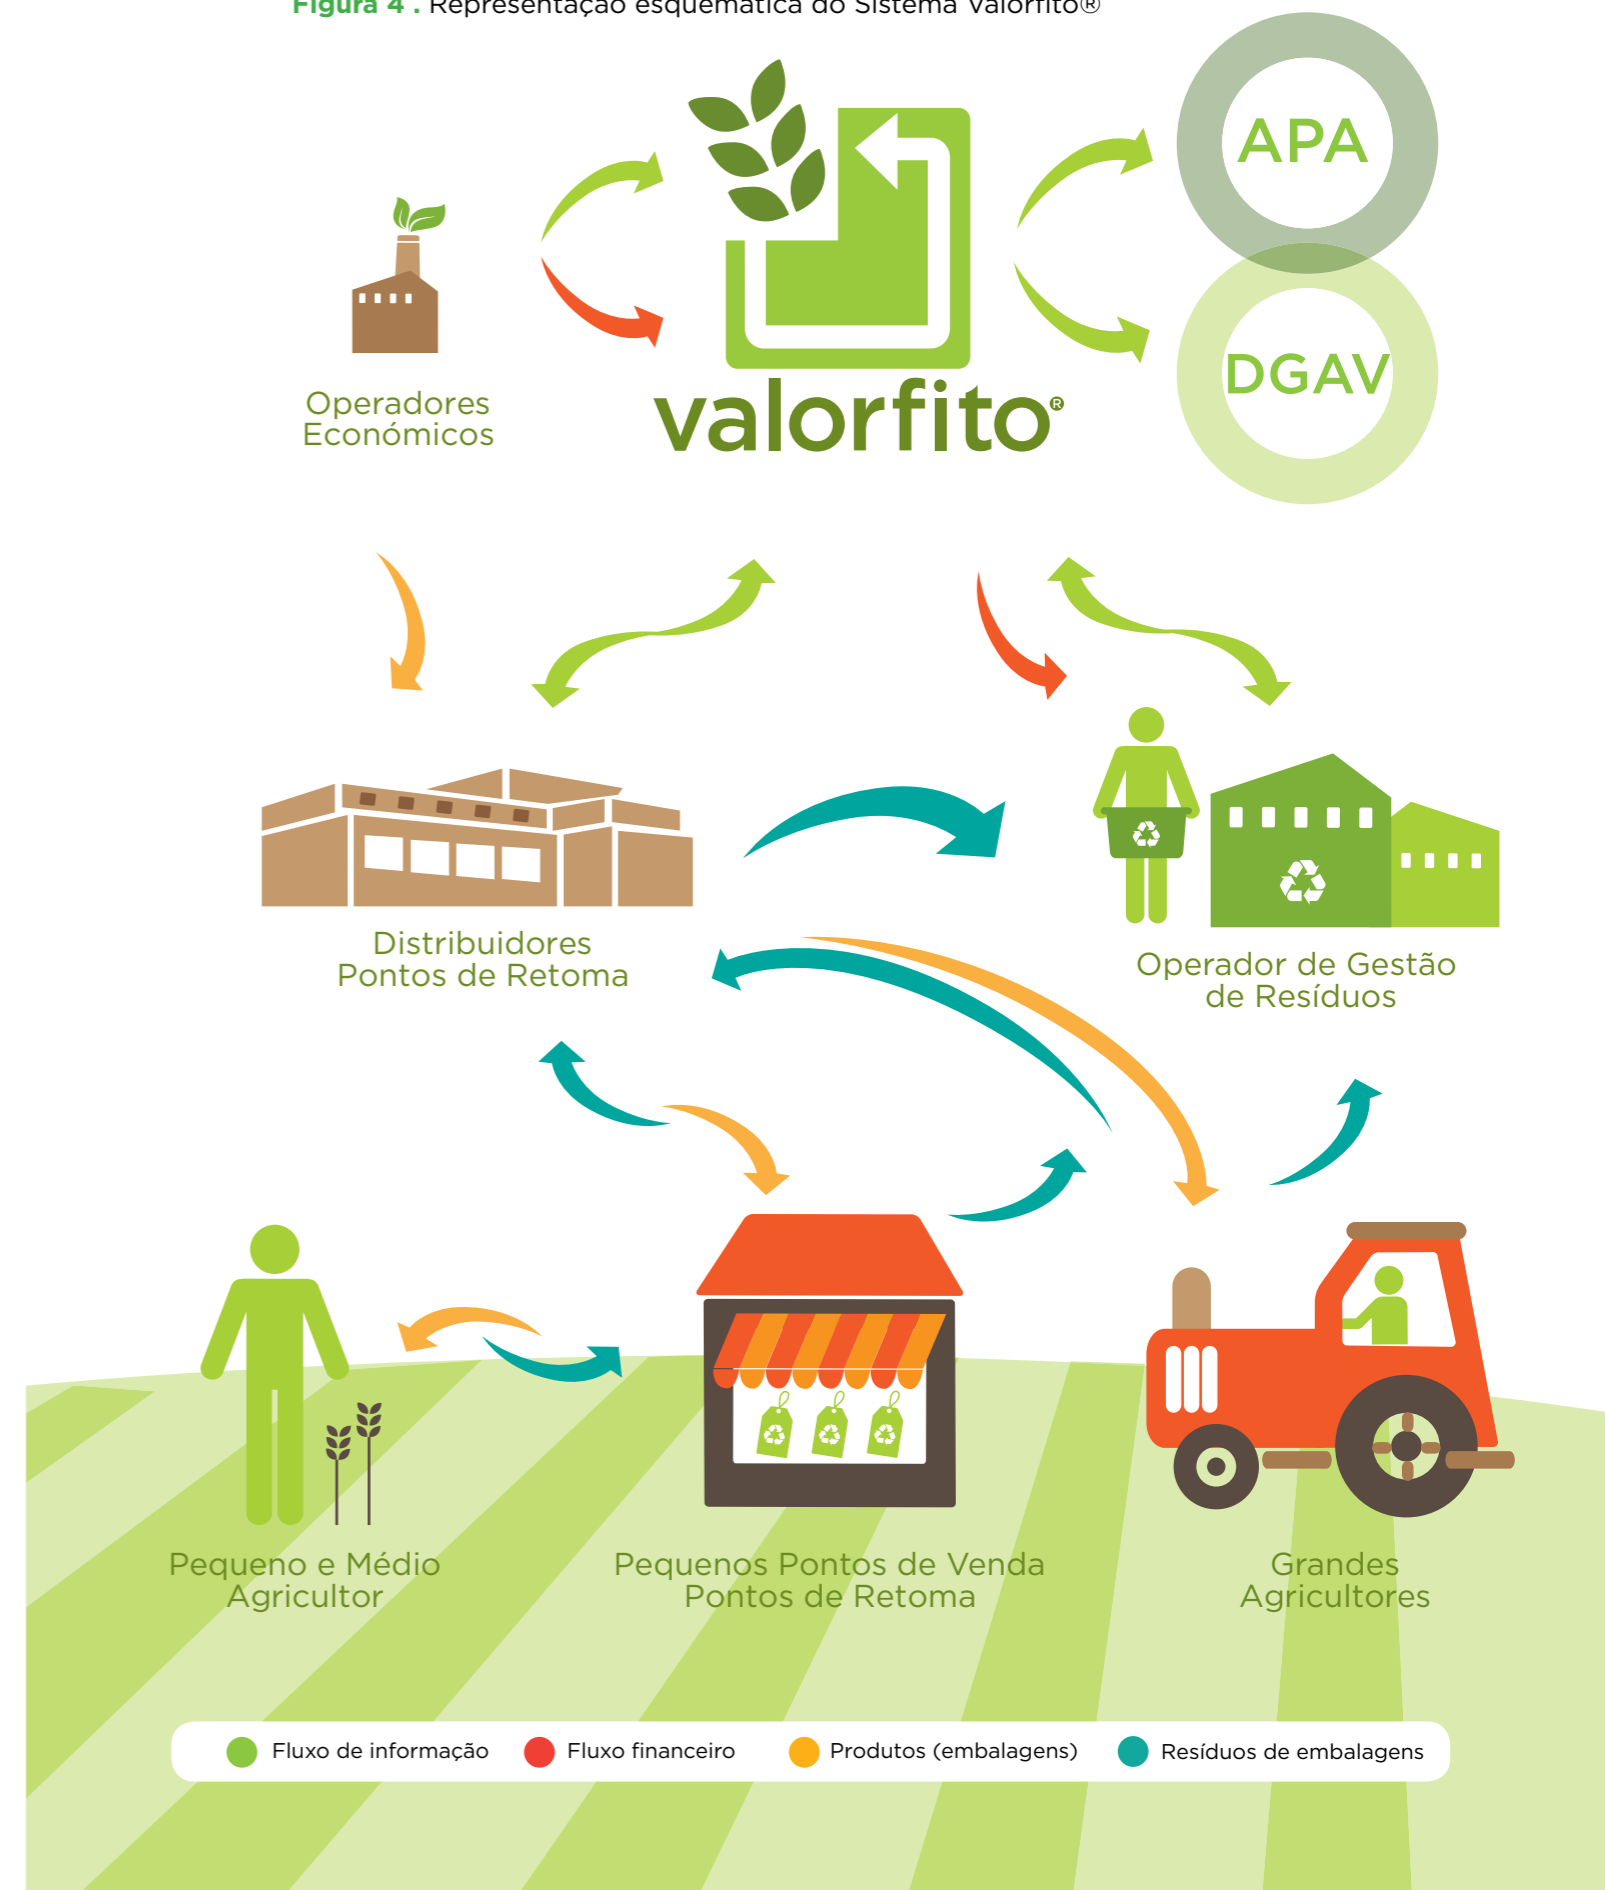 Figura 4 . Representação esquemática do Sistema Valorfito®
APA
DGAV
Operadores
Económicos
valorfito®
Distribuidores
Pontos de Retoma
Operador de Gestão
de Resíduos
Pequeno e Médio
Agricultor
Pequenos Pontos de Venda
Pontos de Retoma
Grandes
Agricultores
Fluxo de informação
Fluxo financeiro
Produtos (embalagens)
Resíduos de embalagens